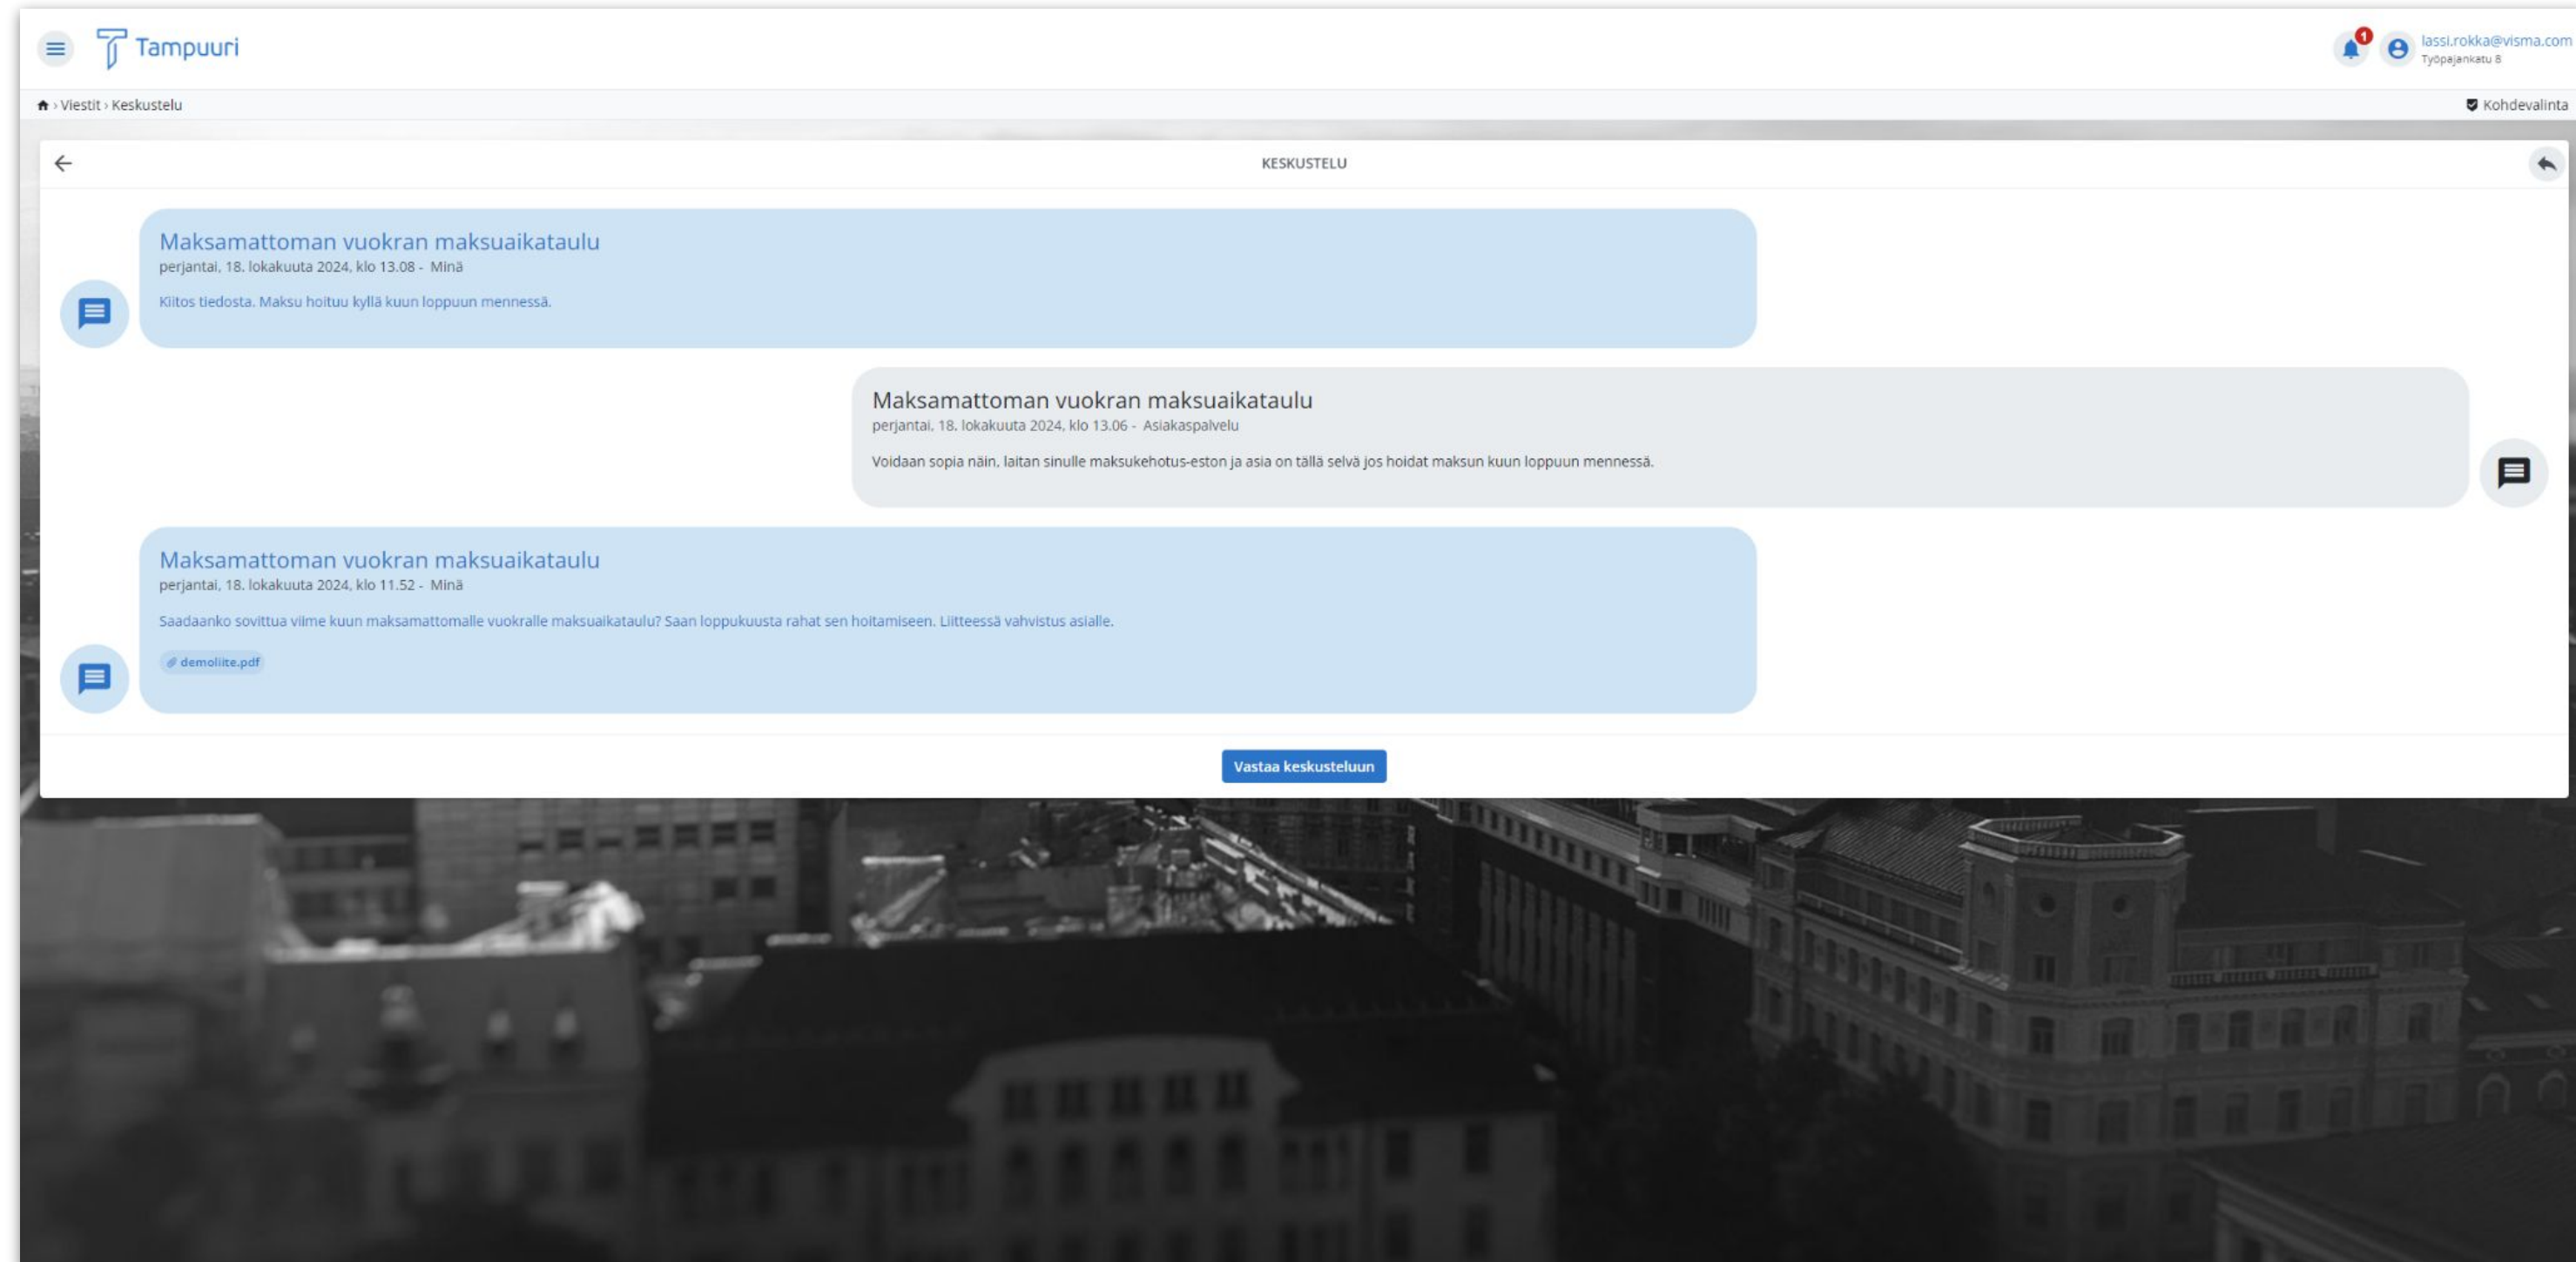 Tampuuri
1
lassi.rokka@visma.com
Työpajankatu 8
› Viestit › Keskustelu
Kohdevalinta
KESKUSTELU
Maksamattoman vuokran maksuaikataulu
perjantai, 18. lokakuuta 2024, klo 13.08 - Minä
Kiitos tiedosta. Maksu hoituu kyllä kuun loppuun mennessä.
Maksamattoman vuokran maksuaikataulu
perjantai, 18. lokakuuta 2024, klo 13.06 - Asiakaspalvelu
Voidaan sopia näin, laitan sinulle maksukehotus-eston ja asia on tällä selvä jos hoidat maksun kuun loppuun mennessä.
Maksamattoman vuokran maksuaikataulu
perjantai, 18. lokakuuta 2024, klo 11.52 - Minä
Saadaanko sovittua viime kuun maksamattomalle vuokralle maksuaikataulu? Saan loppukuusta rahat sen hoitamiseen. Liitteessä vahvistus asialle.
demoliite.pdf
Vastaa keskusteluun